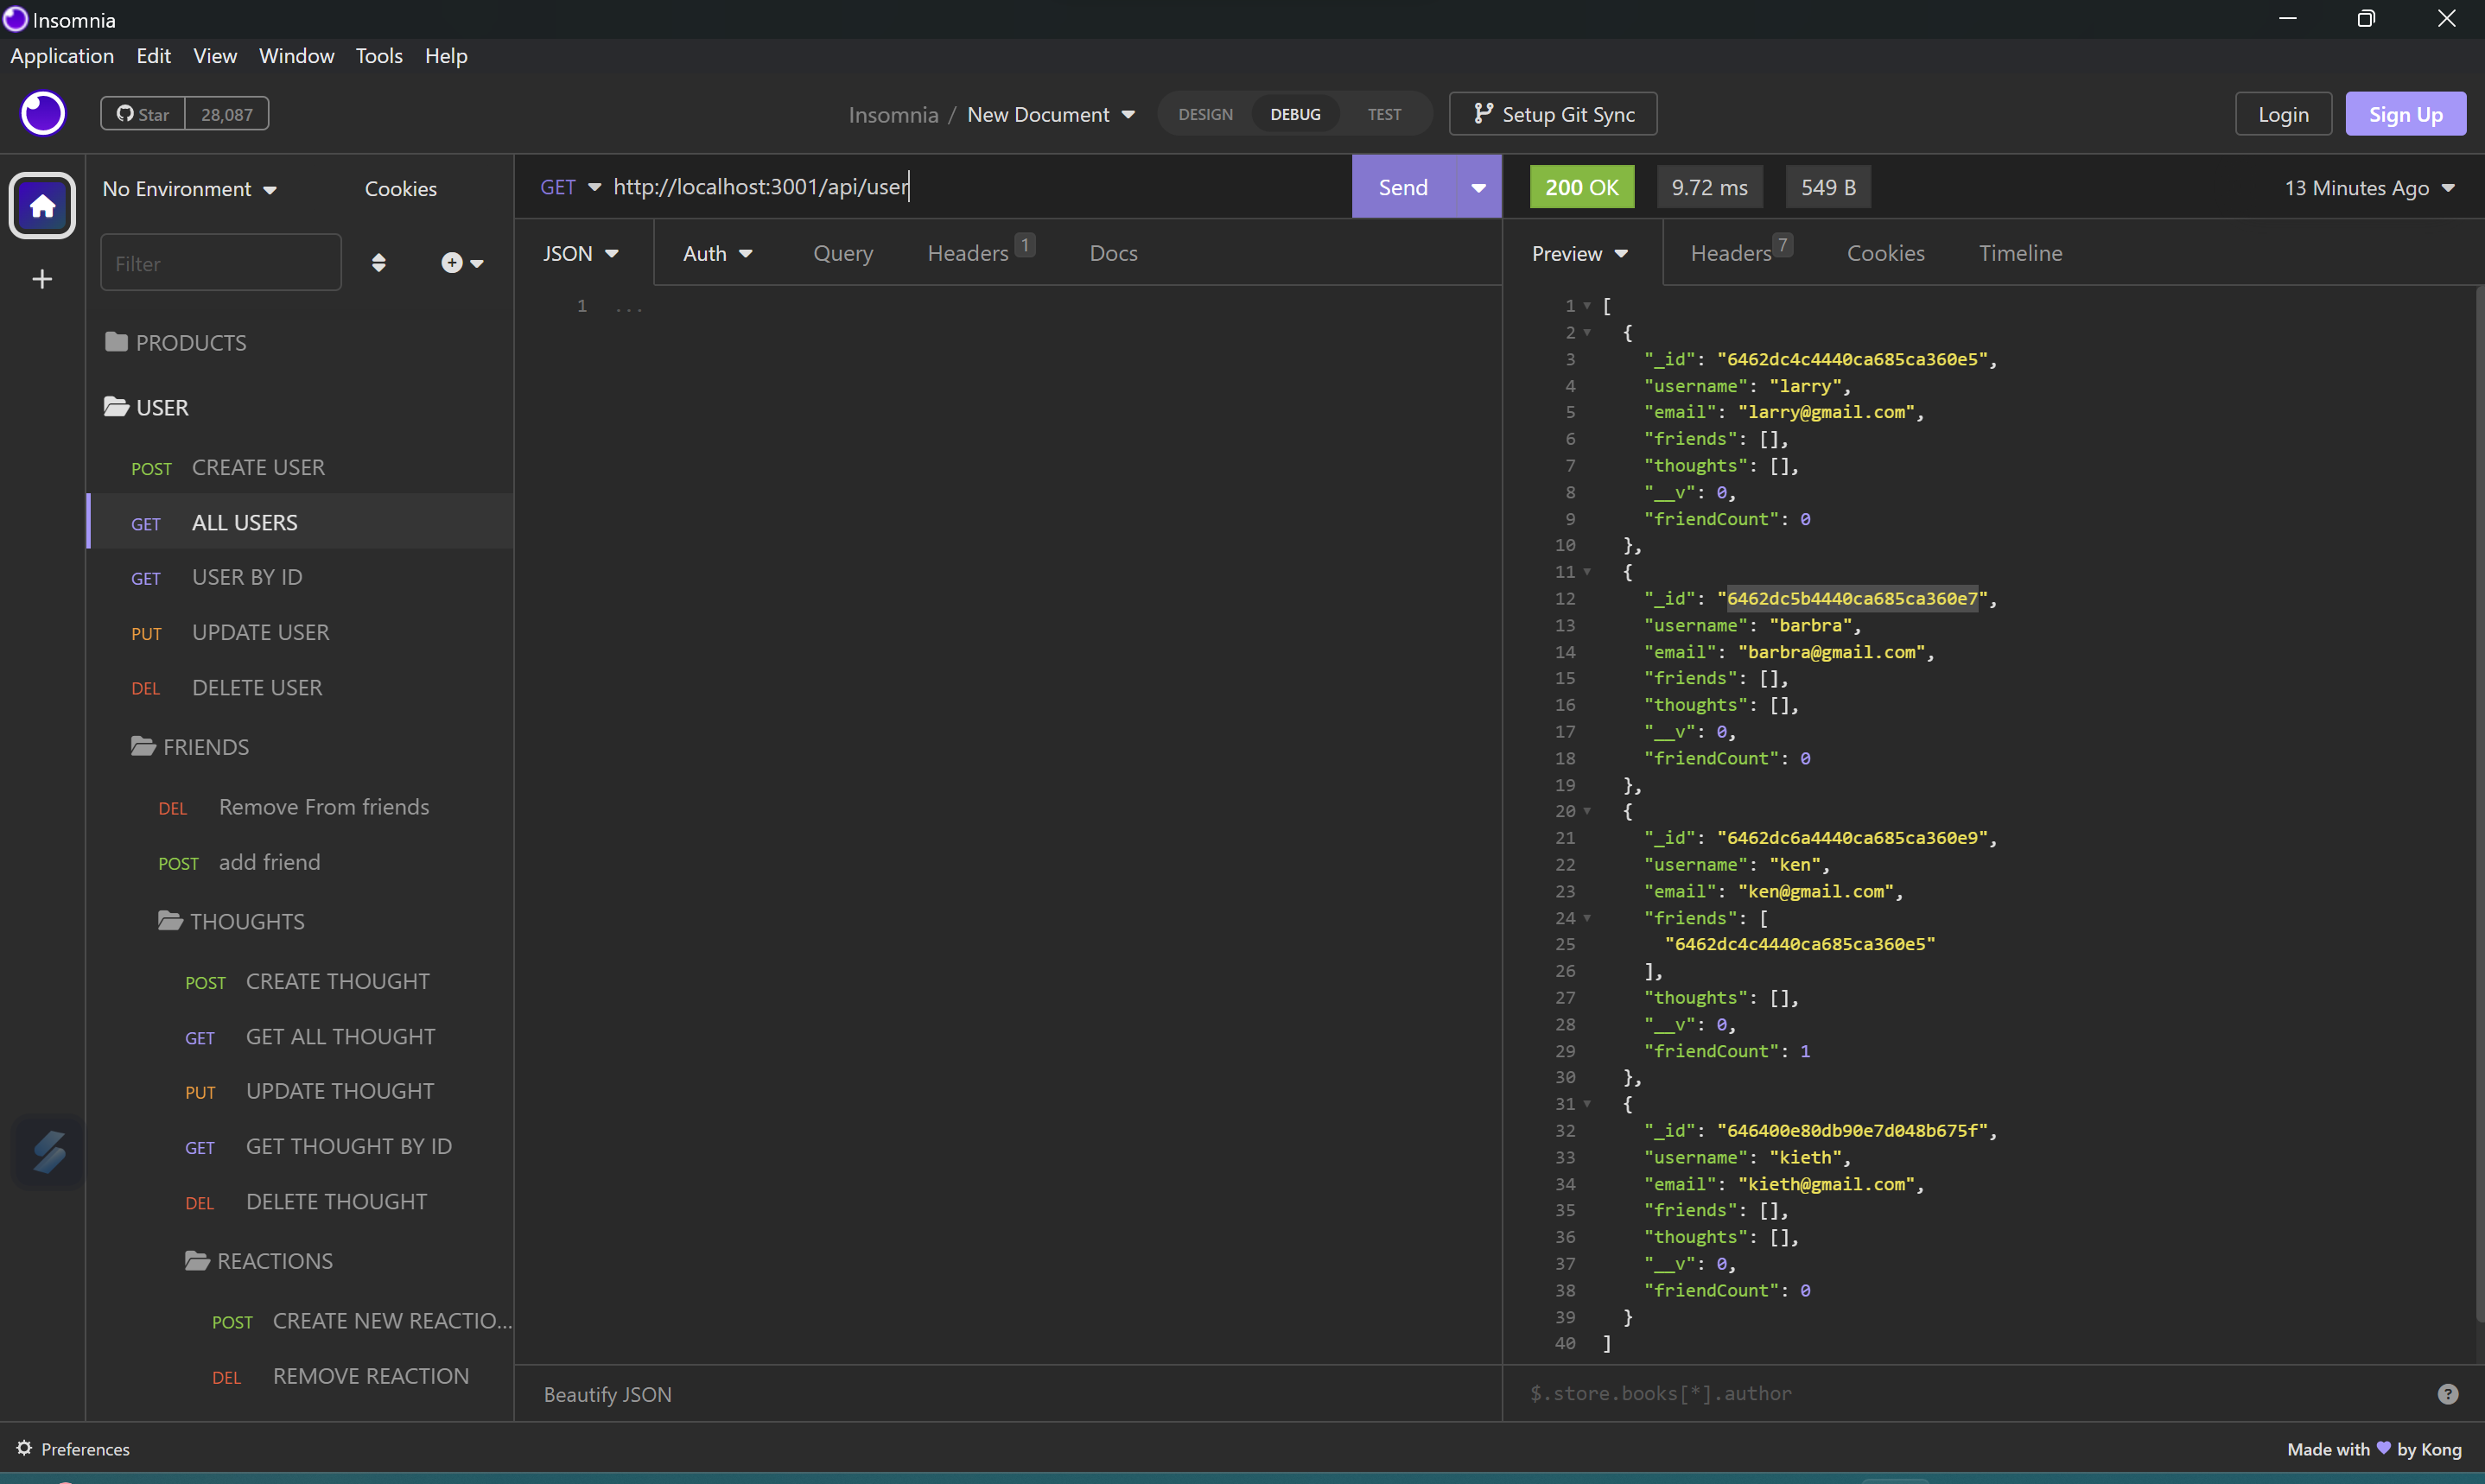 Insomnia
Application Edit View Window Tools Help
Star 28,087
Insomnia / New Document
DESIGN DEBUG TEST
Setup Git Sync
Login
Sign Up
No Environment
Cookies
Filter
PRODUCTS
USER
POST CREATE USER
GET ALL USERS
GET USER BY ID
PUT UPDATE USER
DEL DELETE USER
FRIENDS
DEL Remove From friends
POST add friend
THOUGHTS
POST CREATE THOUGHT
GET GET ALL THOUGHT
PUT UPDATE THOUGHT
GET GET THOUGHT BY ID
DEL DELETE THOUGHT
REACTIONS
POST CREATE NEW REACTIO...
DEL REMOVE REACTION
GET http://localhost:3001/api/user
Send
JSON Auth Query Headers 1 Docs
1 ...
Beautify JSON
200 OK 9.72 ms 549 B 13 Minutes Ago
Preview Headers 7 Cookies Timeline
1 [
2 {
3 "_id": "6462dc4c4440ca685ca360e5",
4 "username": "larry",
5 "email": "larry@gmail.com",
6 "friends": [],
7 "thoughts": [],
8 "__v": 0,
9 "friendCount": 0
10 },
11 {
12 "_id": "6462dc5b4440ca685ca360e7",
13 "username": "barbra",
14 "email": "barbra@gmail.com",
15 "friends": [],
16 "thoughts": [],
17 "__v": 0,
18 "friendCount": 0
19 },
20 {
21 "_id": "6462dc6a4440ca685ca360e9",
22 "username": "ken",
23 "email": "ken@gmail.com",
24 "friends": [
25 "6462dc4c4440ca685ca360e5"
26 ],
27 "thoughts": [],
28 "__v": 0,
29 "friendCount": 1
30 },
31 {
32 "_id": "646400e80db90e7d048b675f",
33 "username": "kieth",
34 "email": "kieth@gmail.com",
35 "friends": [],
36 "thoughts": [],
37 "__v": 0,
38 "friendCount": 0
39 }
40 ]
$.store.books[*].author
?
Preferences
Made with 💜 by Kong